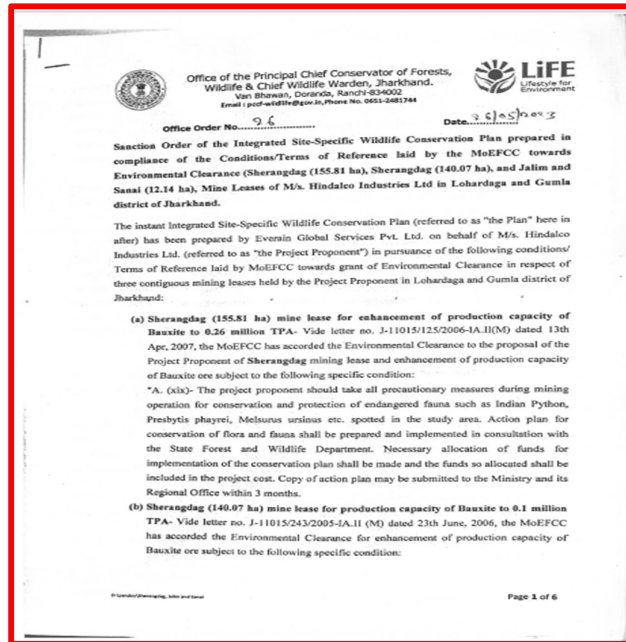 Office of the Principal Chief Conservator of Forests,
Wildlife & Chief Wildlife Warden, Jharkhand.
Van Bhawan, Doranda, Ranchi-834002
Email : pccf-wildlife@gov.in,Phone No. 0651-2481744
LiFE
Lifestyle for
Environment
Office Order No. 26
Date 26/05/2023
Sanction Order of the Integrated Site-Specific Wildlife Conservation Plan prepared in
compliance of the Conditions/Terms of Reference laid by the MoEFCC towards
Environmental Clearance (Sherangdag (155.81 ha), Sherangdag (140.07 ha), and Jalim and
Sanai (12.14 ha), Mine Leases of M/s. Hindalco Industries Ltd in Lohardaga and Gumla
district of Jharkhand.
The instant Integrated Site-Specific Wildlife Conservation Plan (referred to as "the Plan" here in
after) has been prepared by Everain Global Services Pvt. Ltd. on behalf of M/s. Hindalco
Industries Ltd. (referred to as "the Project Proponent") in pursuance of the following conditions/
Terms of Reference laid by MoEFCC towards grant of Environmental Clearance in respect of
three contiguous mining leases held by the Project Proponent in Lohardaga and Gumla district of
Jharkhand:
(a) Sherangdag (155.81 ha) mine lease for enhancement of production capacity of
Bauxite to 0.26 million TPA- Vide letter no. J-11015/125/2006-IA.II(M) dated 13th
Apr, 2007, the MoEFCC has accorded the Environmental Clearance to the proposal of the
Project Proponent of Sherangdag mining lease and enhancement of production capacity
of Bauxite ore subject to the following specific condition:
"A. (xix)- The project proponent should take all precautionary measures during mining
operation for conservation and protection of endangered fauna such as Indian Python,
Presbytis phayrei, Melsurus ursinus etc. spotted in the study area. Action plan for
conservation of flora and fauna shall be prepared and implemented in consultation with
the State Forest and Wildlife Department. Necessary allocation of funds for
implementation of the conservation plan shall be made and the funds so allocated shall be
included in the project cost. Copy of action plan may be submitted to the Ministry and its
Regional Office within 3 months.
(b) Sherangdag (140.07 ha) mine lease for production capacity of Bauxite to 0.1 million
TPA- Vide letter no. J-11015/243/2005-IA.II (M) dated 23th June, 2006, the MoEFCC
has accorded the Environmental Clearance for enhancement of production capacity of
Bauxite ore subject to the following specific condition:
Page 1 of 6